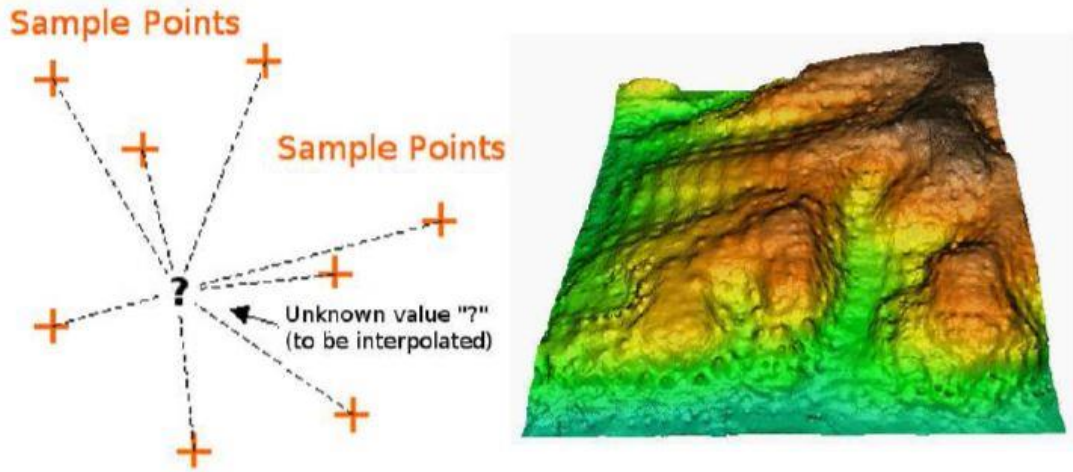 Sample Points
Sample Points
?
Unknown value "?"
(to be interpolated)